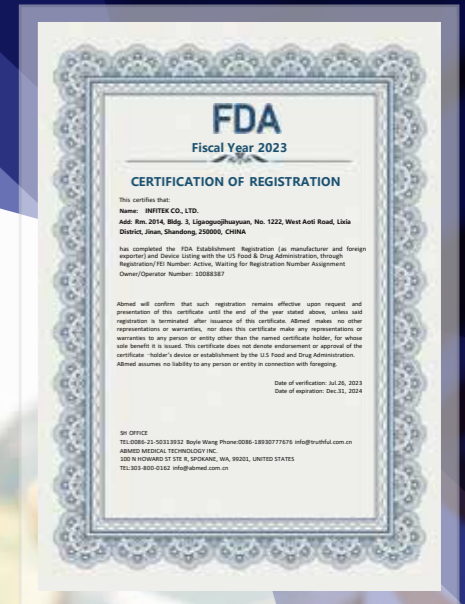 FDA
Fiscal Year 2023
CERTIFICATION OF REGISTRATION
This certifies that:
Name: INFITEK CO., LTD.
Add: Rm. 2014, Bldg. 3, Ligaoguojihuayuan, No. 1222, West Aoti Road, Lixia
District, Jinan, Shandong, 250000, CHINA
has completed the FDA Establishment Registration (as manufacturer and foreign
exporter) and Device Listing with the US Food & Drug Administration, through
Registration/FEI Number: Active, Waiting for Registration Number Assignment
Owner/Operator Number: 10088387
Abmed will confirm that such registration remains effective upon request and
presentation of this certificate until the end of the year stated above, unless said
registration is terminated after issuance of this certificate. ABmed makes no other
representations or warranties, nor does this certificate make any representations or
warranties to any person or entity other than the named certificate holder, for whose
sole benefit it is issued. This certificate does not denote endorsement or approval of the
certificate -holder's device or establishment by the U.S Food and Drug Administration.
ABmed assumes no liability to any person or entity in connection with foregoing.
Date of verification: Jul.26, 2023
Date of expiration: Dec.31, 2024
SH OFFICE
TEL:0086-21-50313932 Boyle Wang Phone:0086-18930777676 info@truthful.com.cn
ABMED MEDICAL TECHNOLOGY INC.
100 N HOWARD ST STE R, SPOKANE, WA, 99201, UNITED STATES
TEL:303-800-0162 info@abmed.com.cn